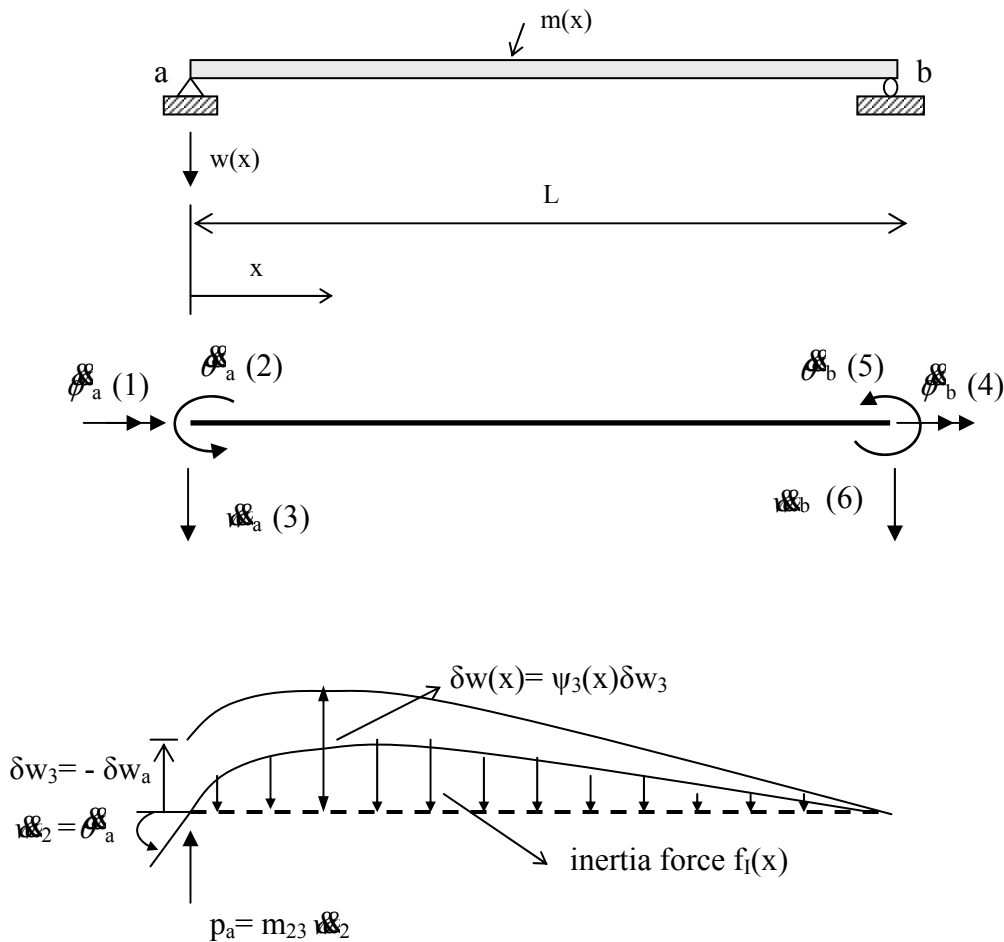 m(x)
a
b
w(x)
L
x
a (2)
b (5)
a (1)
b (4)
a (3)
b (6)
δw(x)= ψ₃(x)δw₃
δw₃= - δwₐ
₂ = a
inertia force fI(x)
pₐ= m₂₃ ₂